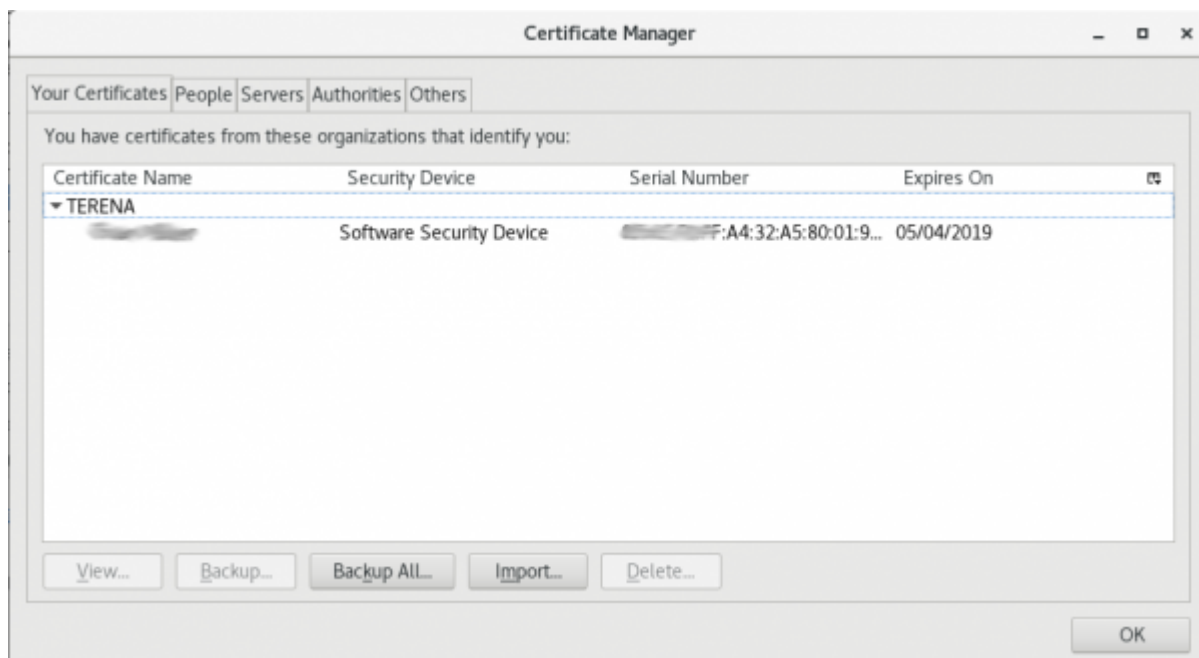 Certificate Manager
Your Certificates People Servers Authorities Others
You have certificates from these organizations that identify you:
Certificate Name Security Device Serial Number Expires On
TERENA
Software Security Device F:A4:32:A5:80:01:9... 05/04/2019
View... Backup... Backup All... Import... Delete...
OK